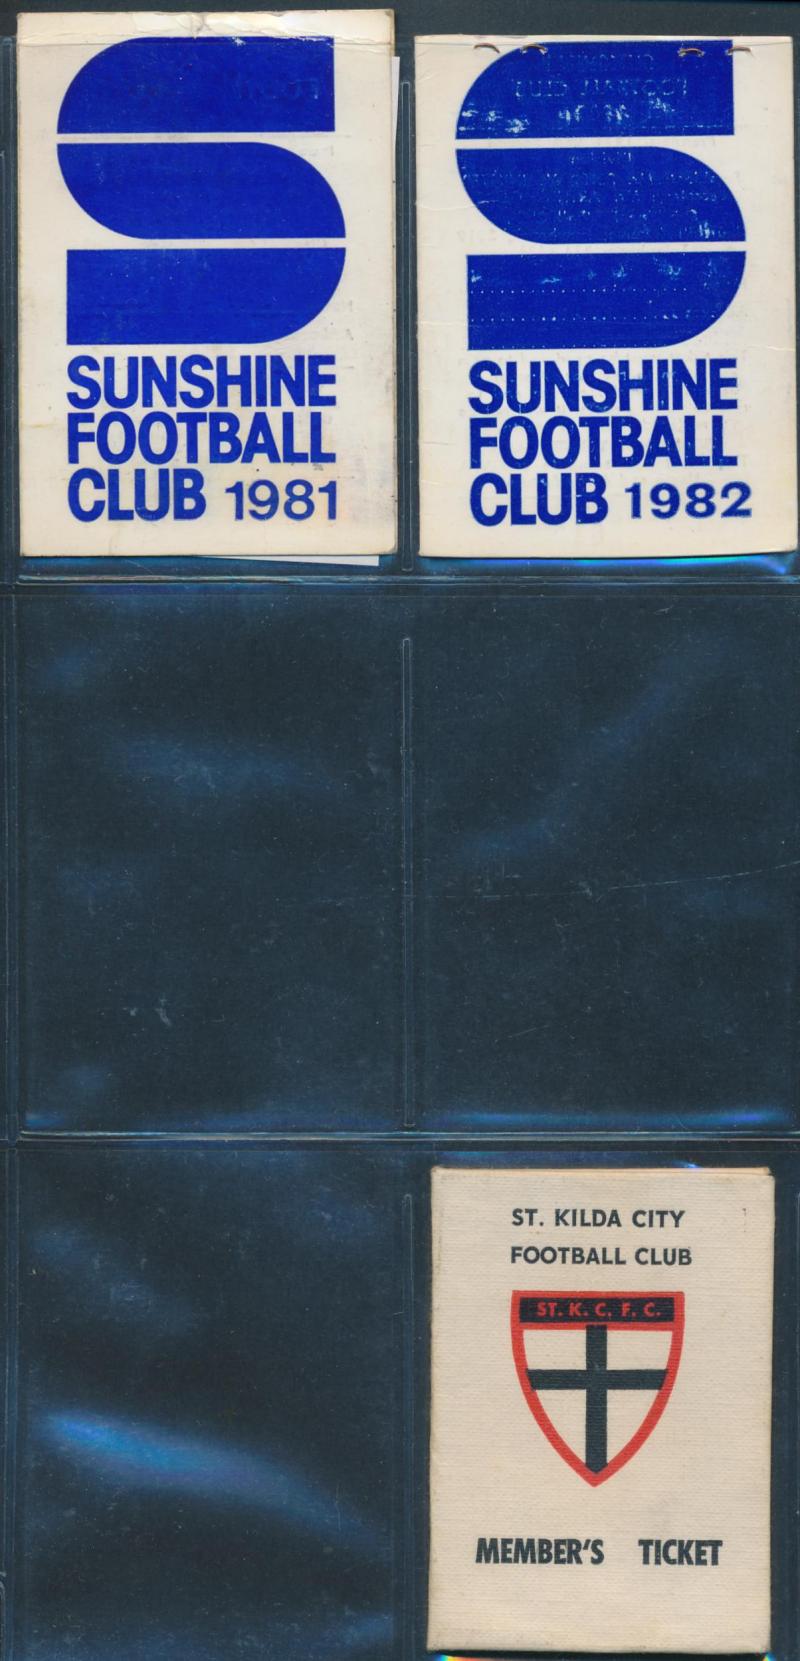 SUNSHINE
FOOTBALL
CLUB 1981
SUNSHINE
FOOTBALL
CLUB 1982
ST. KILDA CITY
FOOTBALL CLUB
ST. K. C. F. C.
MEMBER'S TICKET